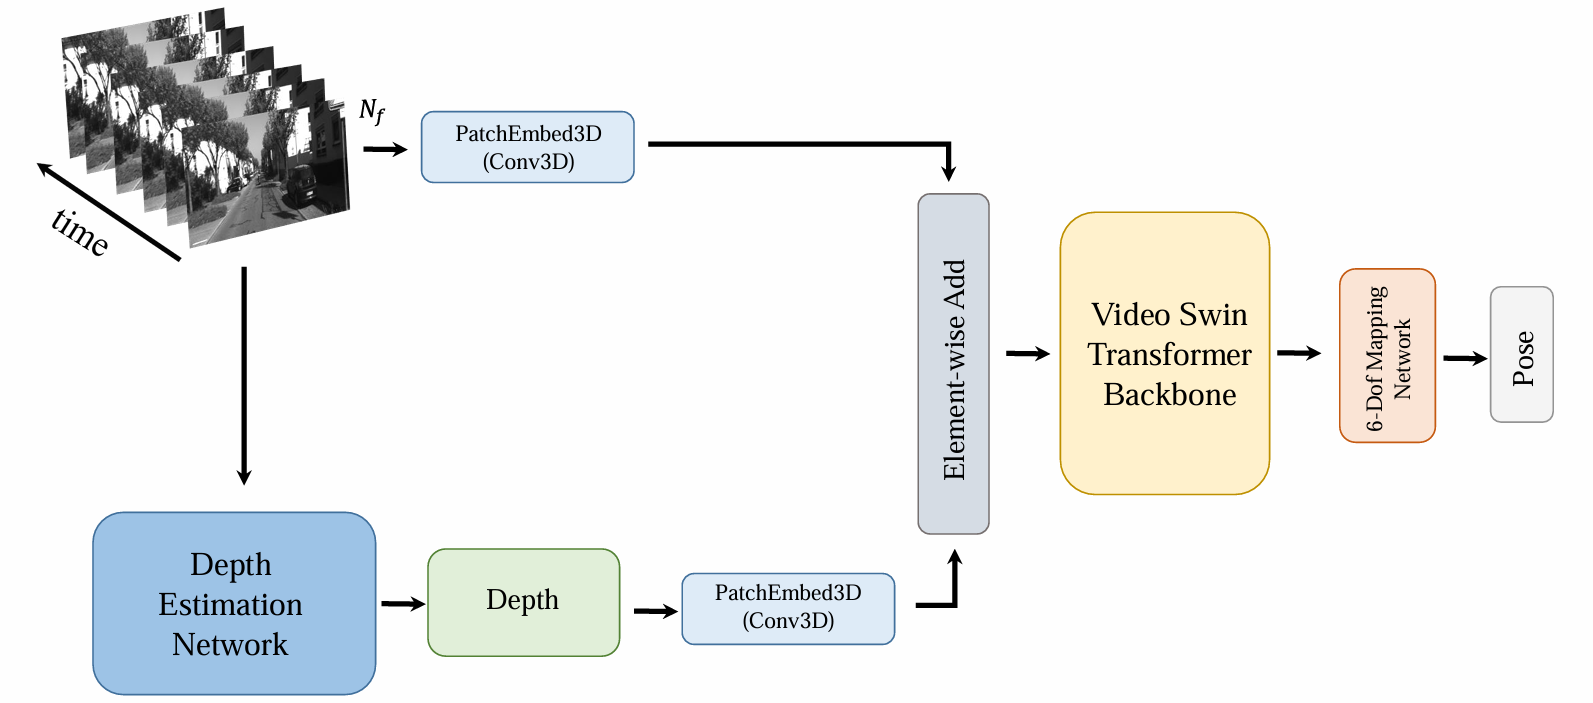 N_f
PatchEmbed3D
(Conv3D)
time
Element-wise Add
Video Swin
Transformer
Backbone
6-Dof Mapping
Network
Pose
Depth
Estimation
Network
Depth
PatchEmbed3D
(Conv3D)